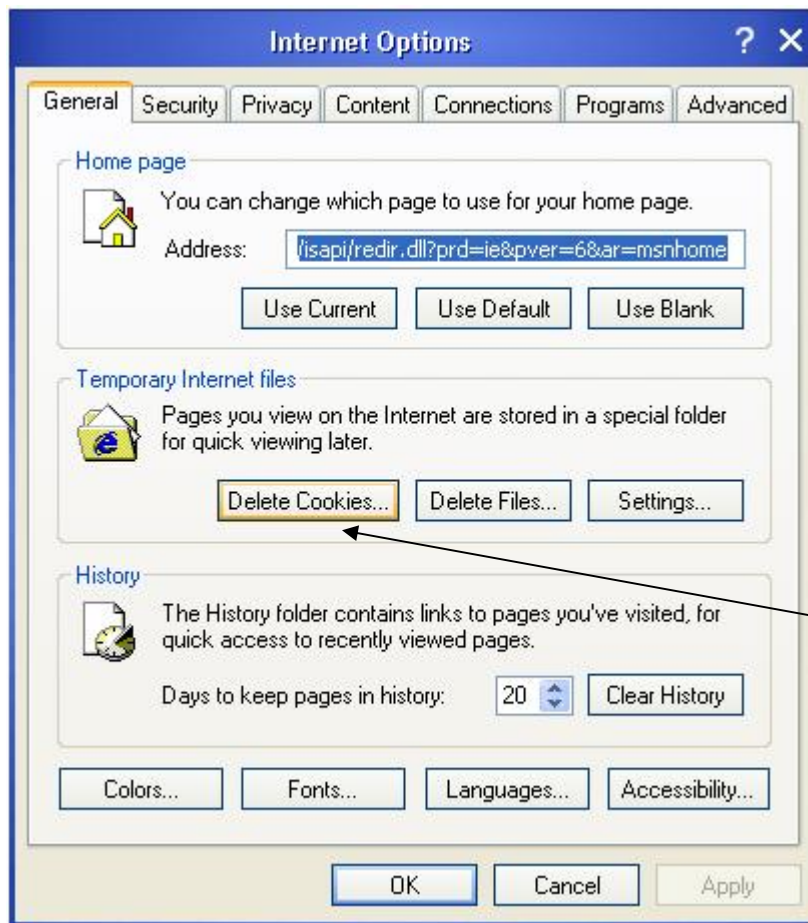 Internet Options
General Security Privacy Content Connections Programs Advanced
Home page
You can change which page to use for your home page.
Address: /isapi/redir.dll?prd=ie&pver=6&ar=msnhome
Use Current Use Default Use Blank
Temporary Internet files
Pages you view on the Internet are stored in a special folder
for quick viewing later.
Delete Cookies... Delete Files... Settings...
History
The History folder contains links to pages you've visited, for
quick access to recently viewed pages.
Days to keep pages in history: 20 Clear History
Colors... Fonts... Languages... Accessibility...
OK Cancel Apply